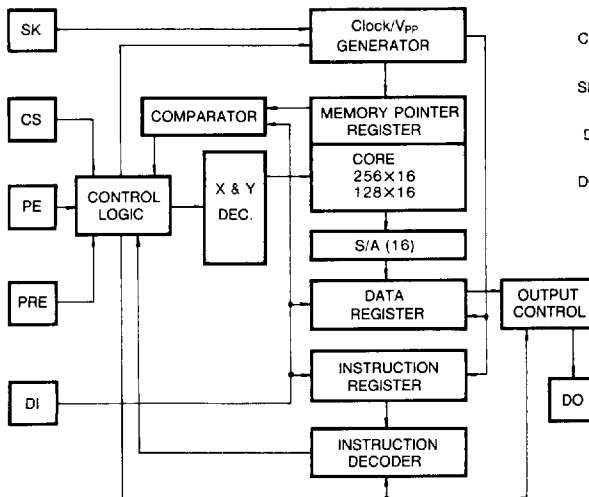 SK
Clock/VPP
GENERATOR
C
CS
COMPARATOR
MEMORY POINTER
REGISTER
S
D
D
PE
CONTROL
LOGIC
X & Y
DEC.
CORE
256×16
128×16
S/A (16)
PRE
DATA
REGISTER
OUTPUT
CONTROL
INSTRUCTION
REGISTER
DI
DO
INSTRUCTION
DECODER